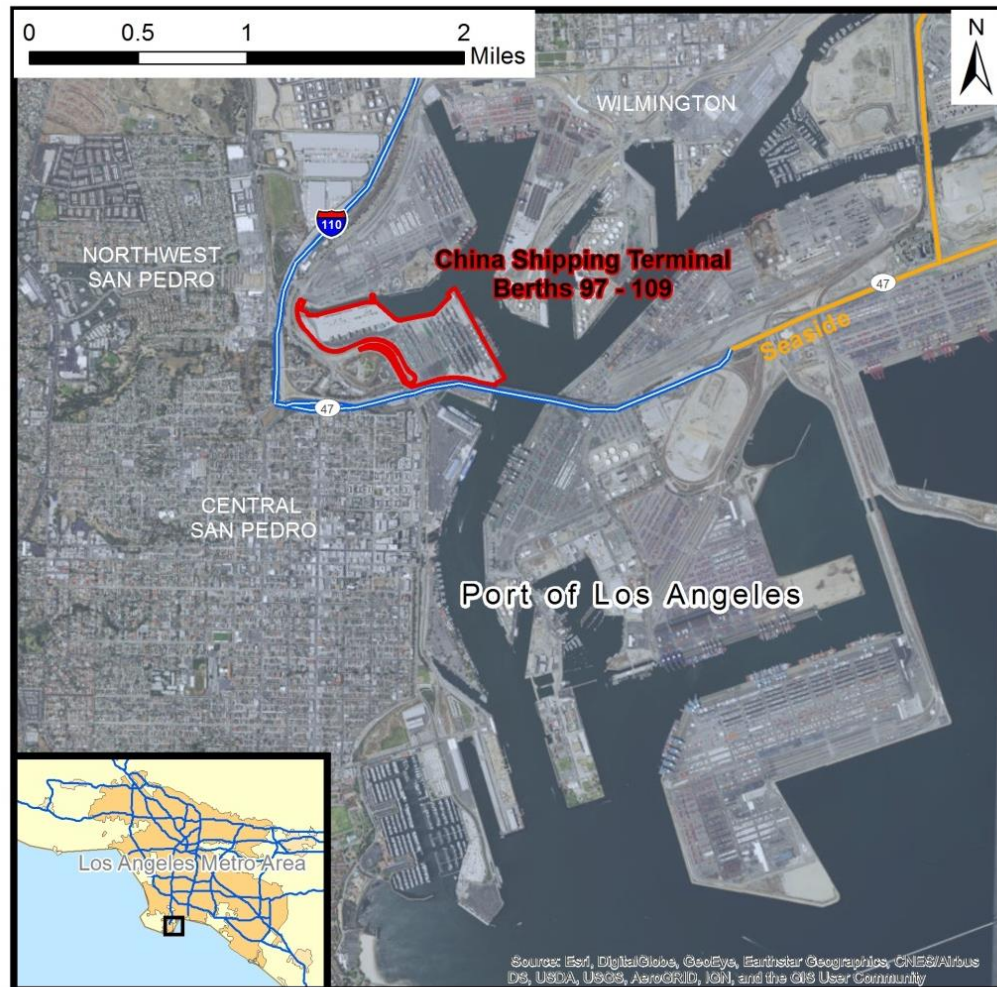 0 0.5 1 2
Miles
N
WILMINGTON
110
NORTHWEST
SAN PEDRO
China Shipping Terminal
Berths 97 - 109
47
Seaside
47
CENTRAL
SAN PEDRO
Port of Los Angeles
Los Angeles Metro Area
Source: Esri, DigitalGlobe, GeoEye, Earthstar Geographics, CNES/Airbus
DS, USDA, USGS, AeroGRID, IGN, and the GIS User Community